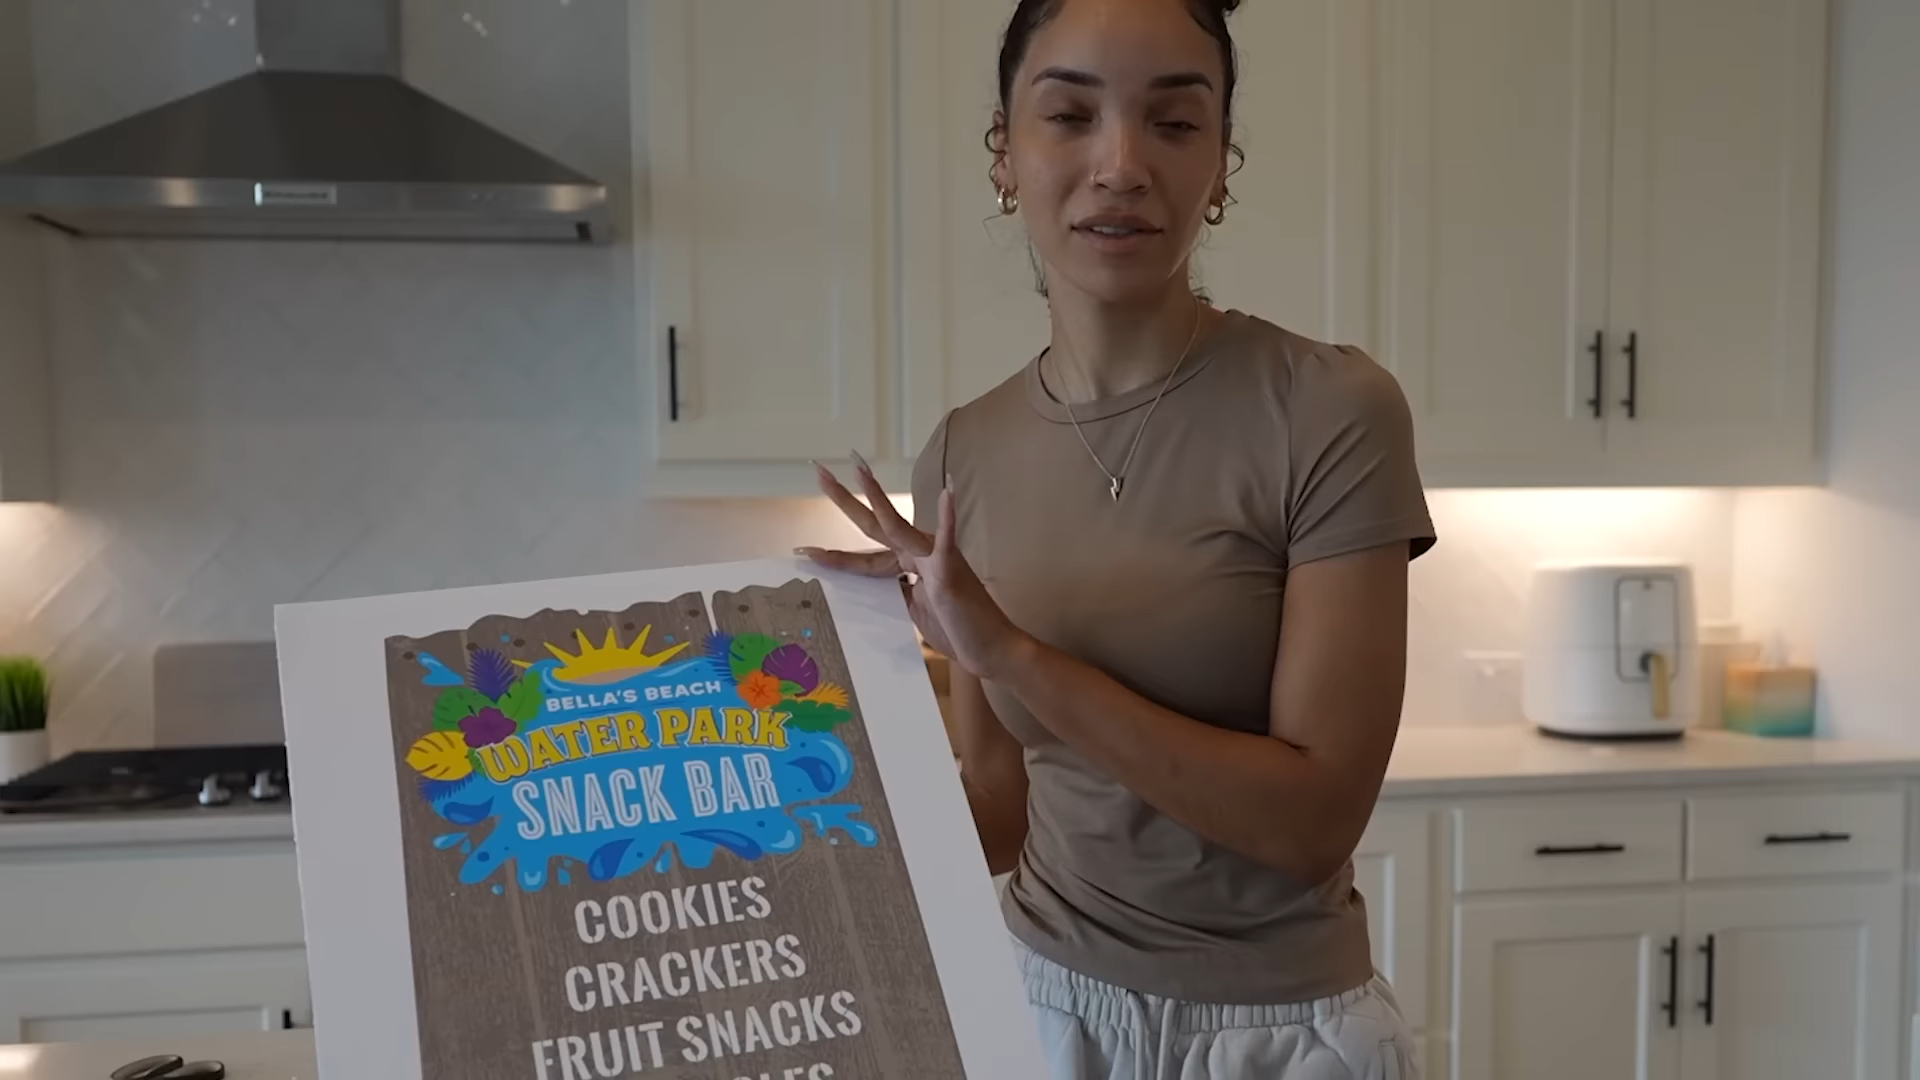 BELLA'S BEACH
WATER PARK
SNACK BAR
COOKIES
CRACKERS
FRUIT SNACKS